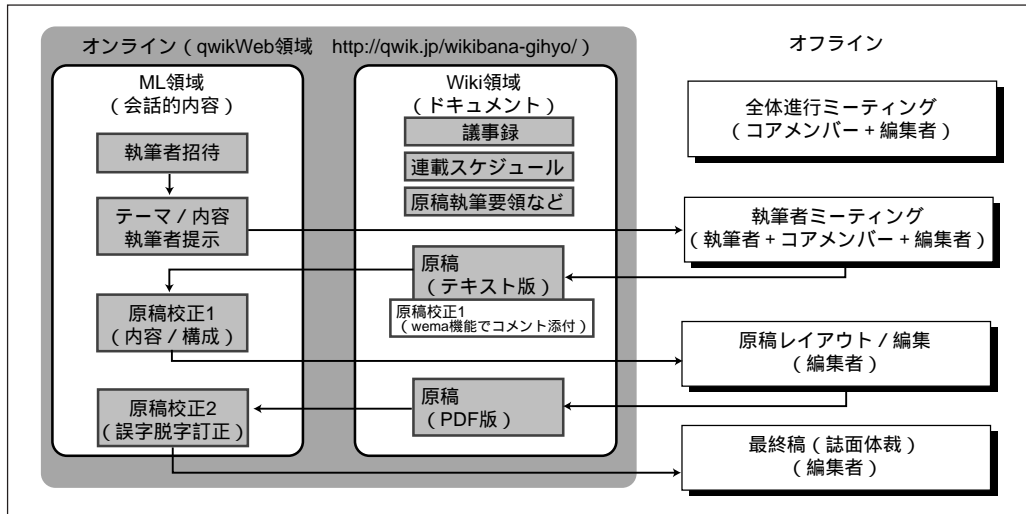 オンライン（qwikWeb領域　http://qwik.jp/wikibana-gihyo/）
ML領域
（会話的内容）
執筆者招待
テーマ / 内容
執筆者提示
原稿校正1
（内容 / 構成）
原稿校正2
（誤字脱字訂正）
Wiki領域
（ドキュメント）
議事録
連載スケジュール
原稿執筆要領など
原稿
（テキスト版）
原稿校正1
（wema機能でコメント添付）
原稿
（PDF版）
オフライン
全体進行ミーティング
（コアメンバー + 編集者）
執筆者ミーティング
（執筆者 + コアメンバー + 編集者）
原稿レイアウト / 編集
（編集者）
最終稿（誌面体裁）
（編集者）